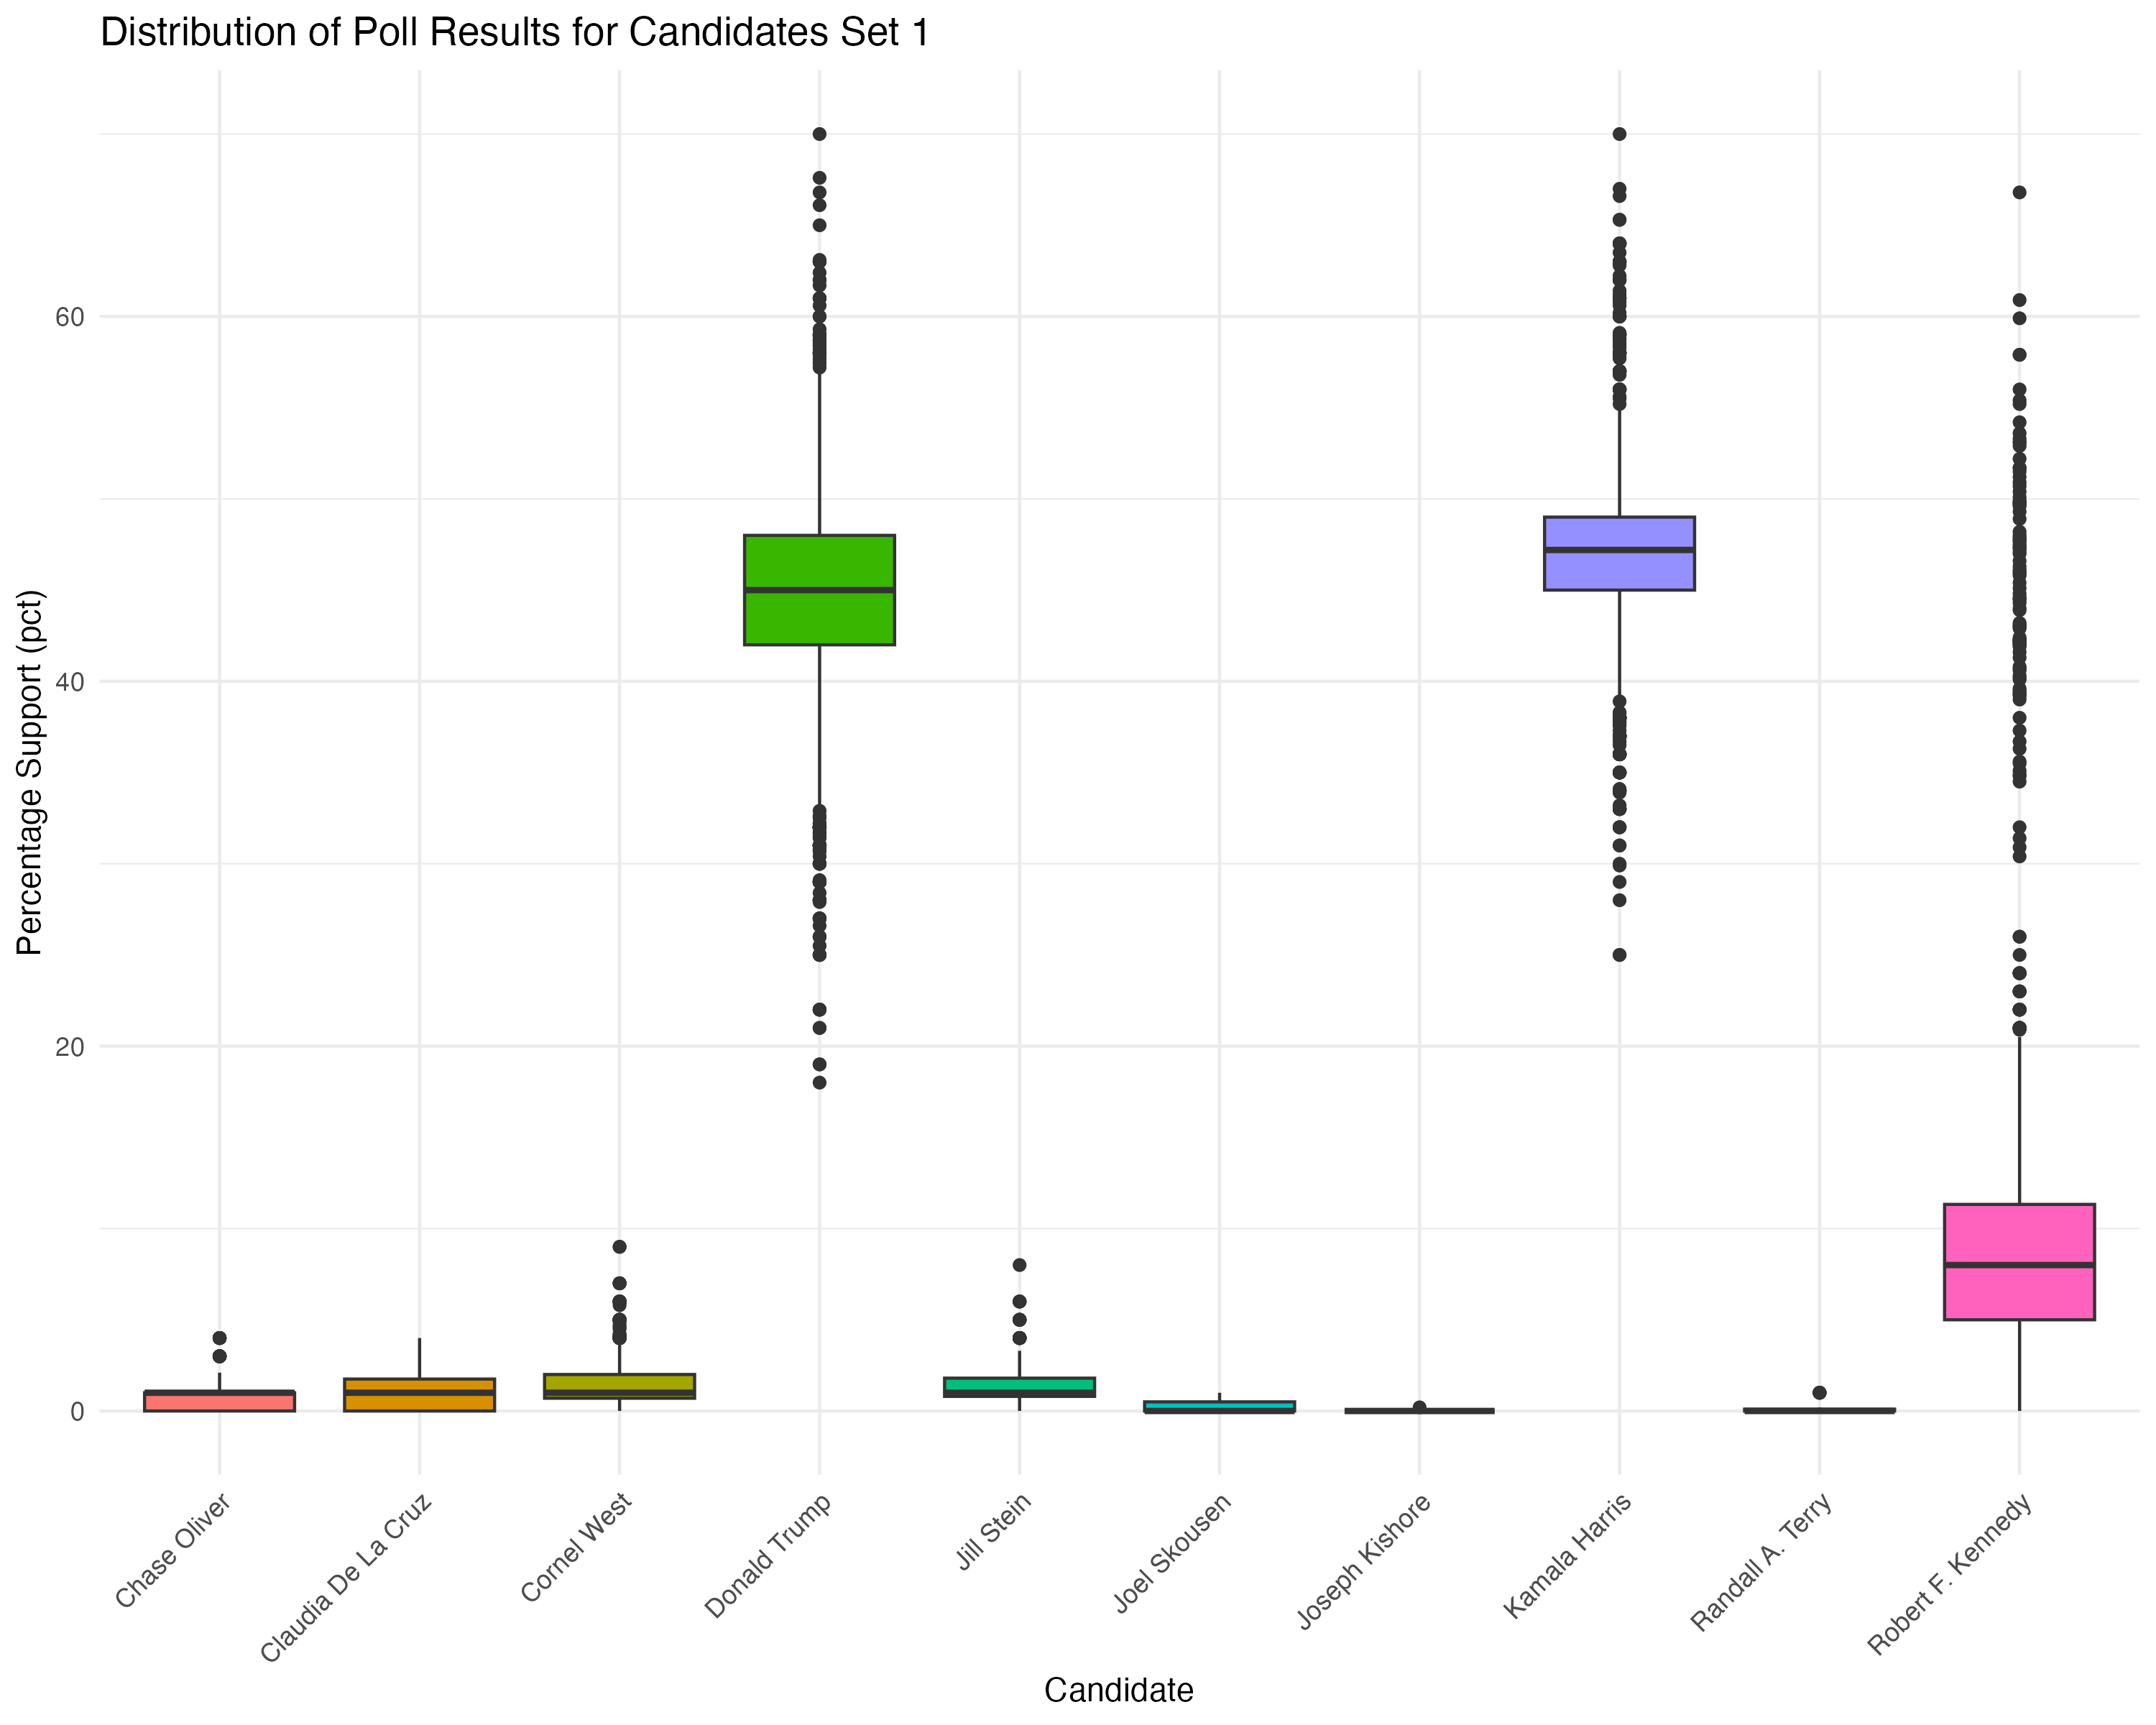 Distribution of Poll Results for Candidates Set 1
Percentage Support (pct)
60
40
20
0
Chase Oliver
Claudia De La Cruz
Cornel West
Donald Trump
Jill Stein
Joel Skousen
Joseph Kishore
Kamala Harris
Randall A. Terry
Robert F. Kennedy
Candidate